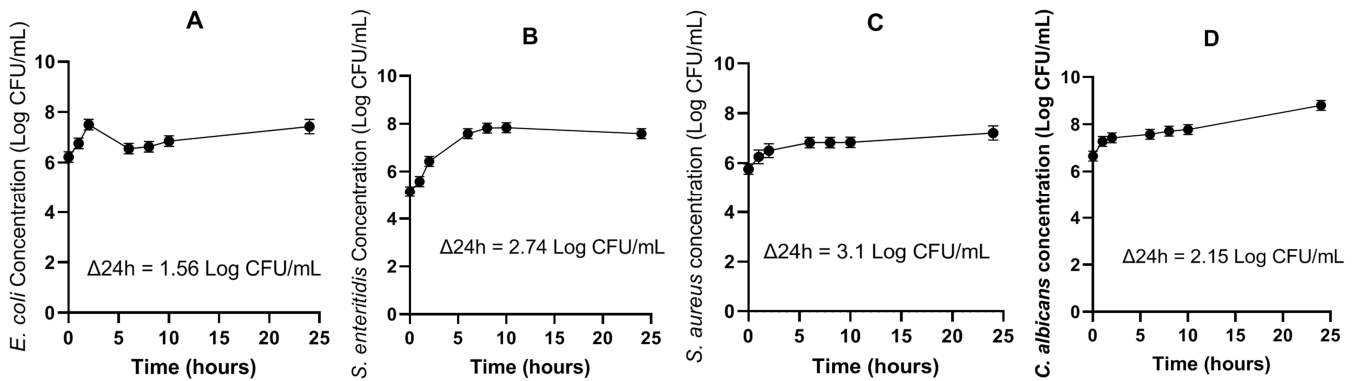 A
E. coli Concentration (Log CFU/mL)
10
8
6
4
2
0
Δ24h = 1.56 Log CFU/mL
0 5 10 15 20 25
Time (hours)
B
S. enteritidis Concentration (Log CFU/mL)
10
8
6
4
2
0
Δ24h = 2.74 Log CFU/mL
0 5 10 15 20 25
Time (hours)
C
S. aureus concentration (Log CFU/mL)
10
8
6
4
2
0
Δ24h = 3.1 Log CFU/mL
0 5 10 15 20 25
Time (hours)
D
C. albicans concentration (Log CFU/mL)
10
8
6
4
2
0
Δ24h = 2.15 Log CFU/mL
0 5 10 15 20 25
Time (hours)